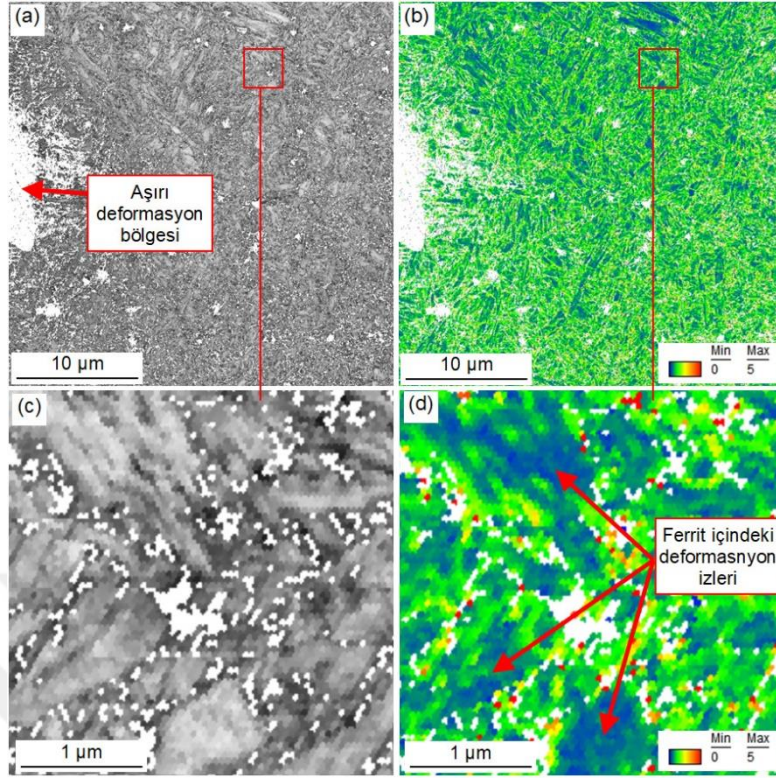 (a)
Aşırı
deformasyon
bölgesi
10 µm
(b)
10 µm
Min Max
0 5
(c)
1 µm
(d)
Ferrit içindeki
deformasnyon
izleri
1 µm
Min Max
0 5